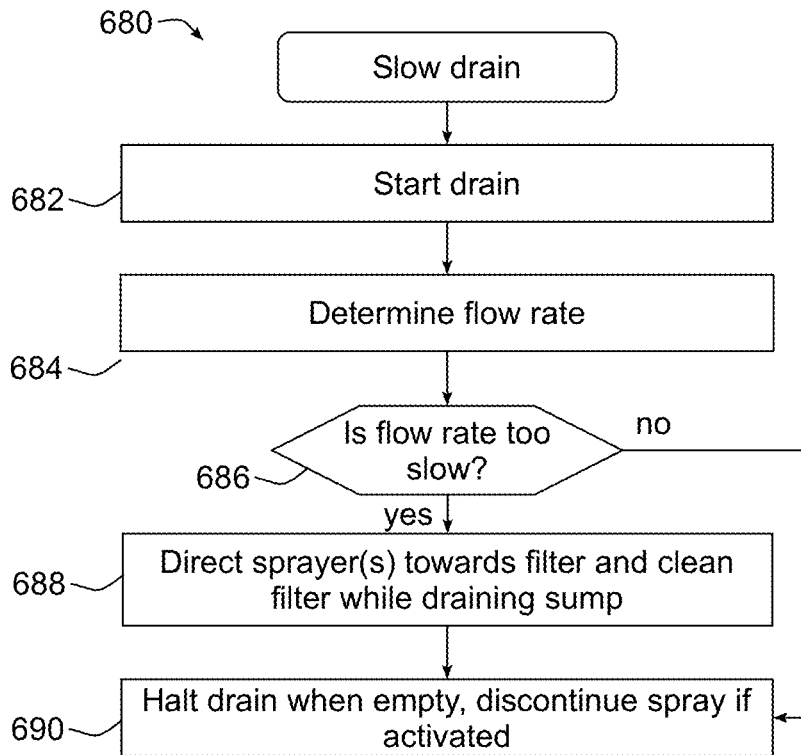 680
Slow drain
682
Start drain
Determine flow rate
684
Is flow rate too
slow?
no
686
yes
688
Direct sprayer(s) towards filter and clean
filter while draining sump
690
Halt drain when empty, discontinue spray if
activated